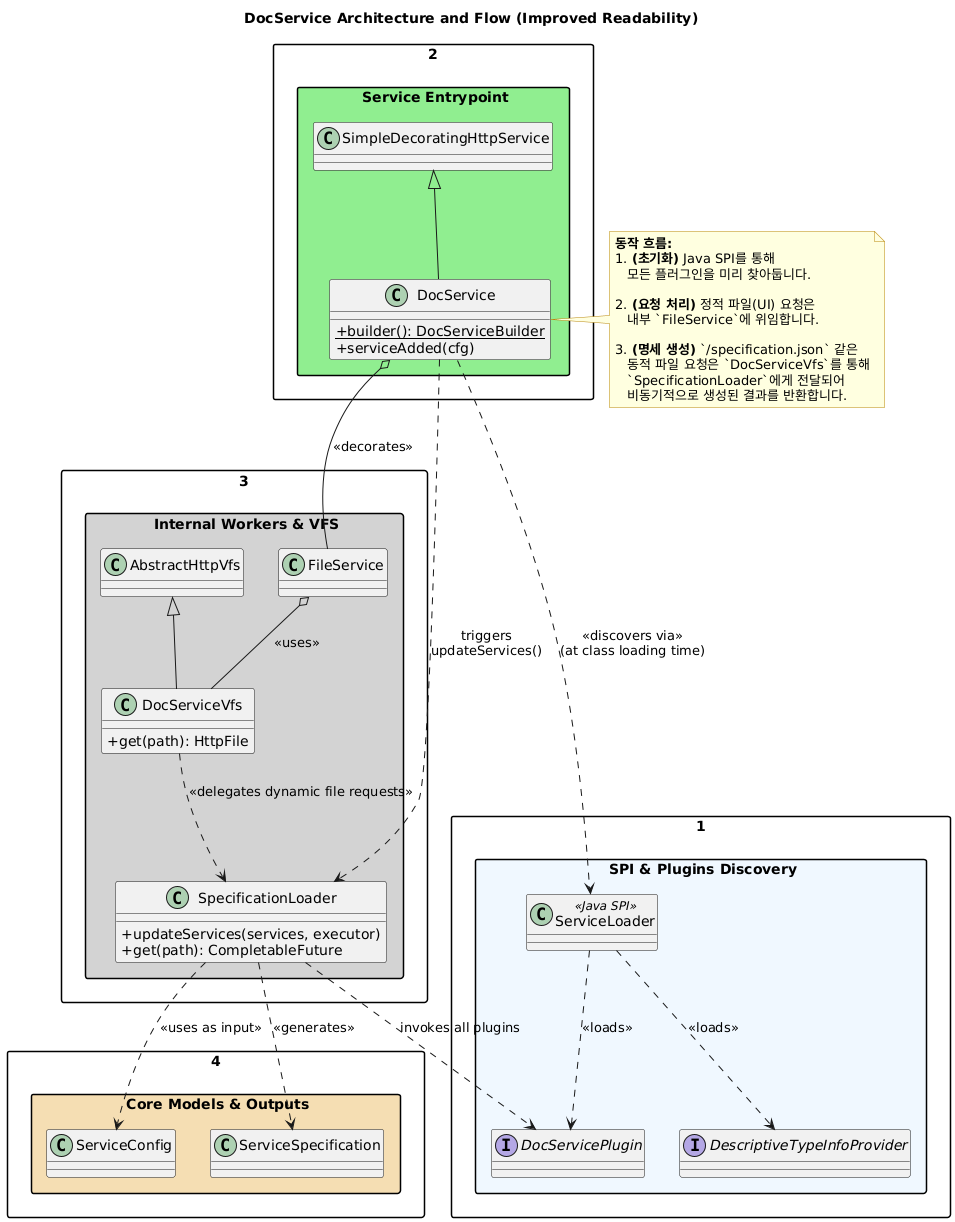 DocService Architecture and Flow (Improved Readability)
2
Service Entrypoint
C SimpleDecoratingHttpService
C DocService
+builder(): DocServiceBuilder
+serviceAdded(cfg)
동작 흐름:
1. (초기화) Java SPI를 통해
모든 플러그인을 미리 찾아둡니다.
2. (요청 처리) 정적 파일(UI) 요청은
내부 `FileService`에 위임합니다.
3. (명세 생성) `/specification.json` 같은
동적 파일 요청은 `DocServiceVfs`를 통해
`SpecificationLoader`에게 전달되어
비동기적으로 생성된 결과를 반환합니다.
«decorates»
3
Internal Workers & VFS
C AbstractHttpVfs
C FileService
«uses»
triggers
updateServices()
«discovers via»
(at class loading time)
C DocServiceVfs
+get(path): HttpFile
«delegates dynamic file requests»
C SpecificationLoader
+updateServices(services, executor)
+get(path): CompletableFuture
1
SPI & Plugins Discovery
«Java SPI»
C ServiceLoader
«uses as input»
«generates»
invokes all plugins
«loads»
«loads»
4
Core Models & Outputs
C ServiceConfig
C ServiceSpecification
I DocServicePlugin
I DescriptiveTypeInfoProvider